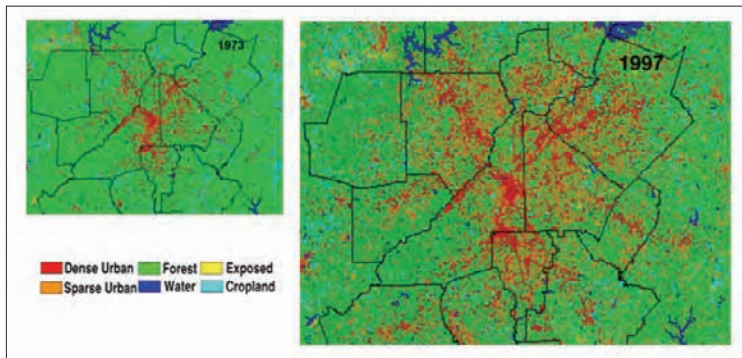 1973
1997
Dense Urban Forest Exposed
Sparse Urban Water Cropland